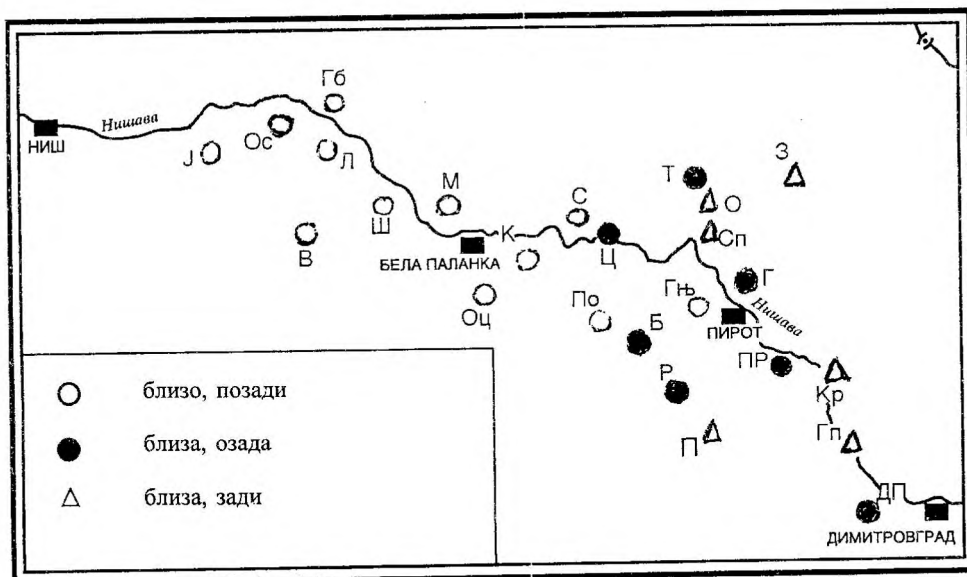 Гб
Нишава
НИШ
Ос
Ј
Л
Т
З
М
О
Ш
С
К
Сп
В
Ц
БЕЛА ПАЛАНКА
Г
Оц
По
Гњ
Нишава
Б
ПИРОТ
ПР
Р
Кр
П
Гп
ДП
ДИМИТРОВГРАД
близо, позади
близа, озада
близа, зади